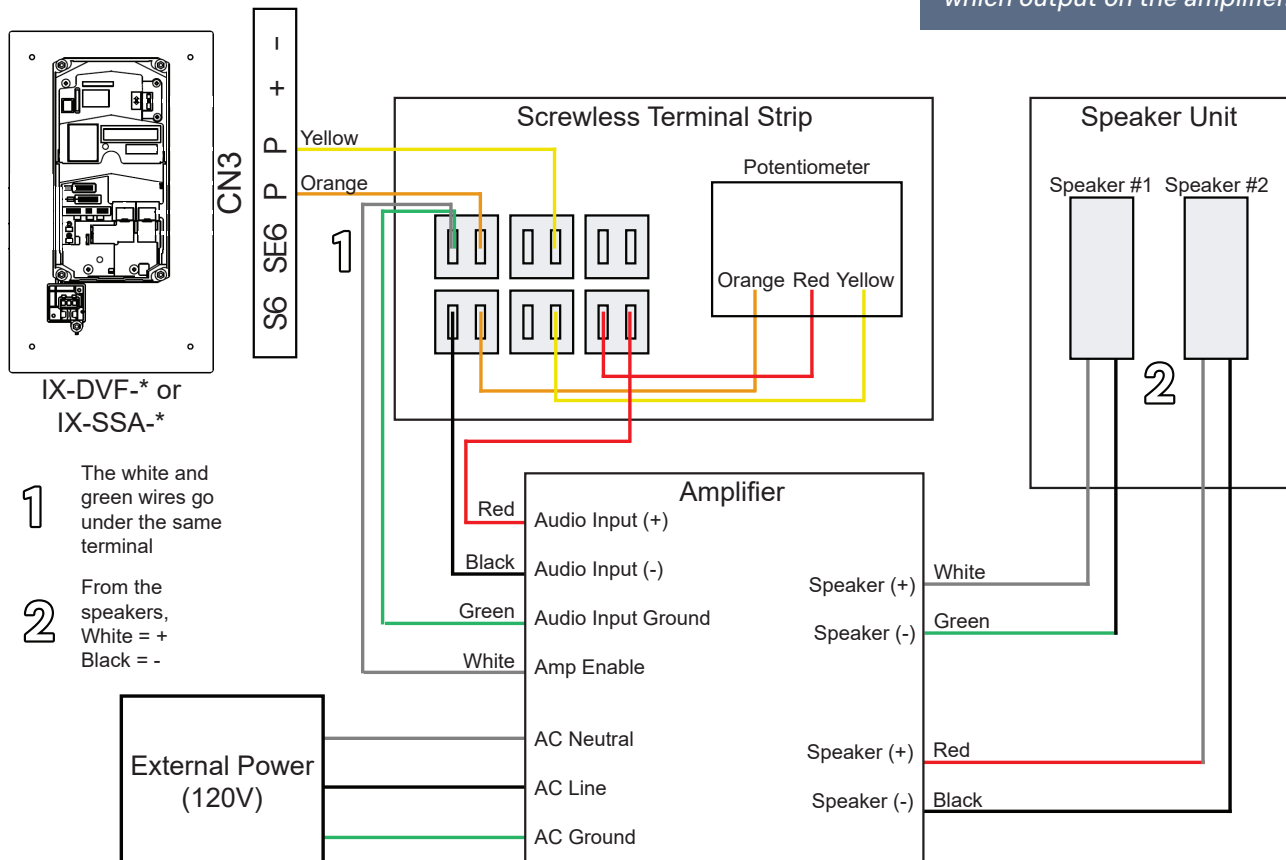 which output on the amplifier
IX-DVF-* or
IX-SSA-*
CN3
S6 SE6 P P + -
Yellow
Orange
1
Screwless Terminal Strip
Potentiometer
Orange Red Yellow
Speaker Unit
Speaker #1 Speaker #2
2
1
The white and
green wires go
under the same
terminal
2
From the
speakers,
White = +
Black = -
Amplifier
Red Audio Input (+)
Black Audio Input (-)
Green Audio Input Ground
White Amp Enable
AC Neutral
AC Line
AC Ground
Speaker (+) White
Speaker (-) Green
Speaker (+) Red
Speaker (-) Black
External Power
(120V)